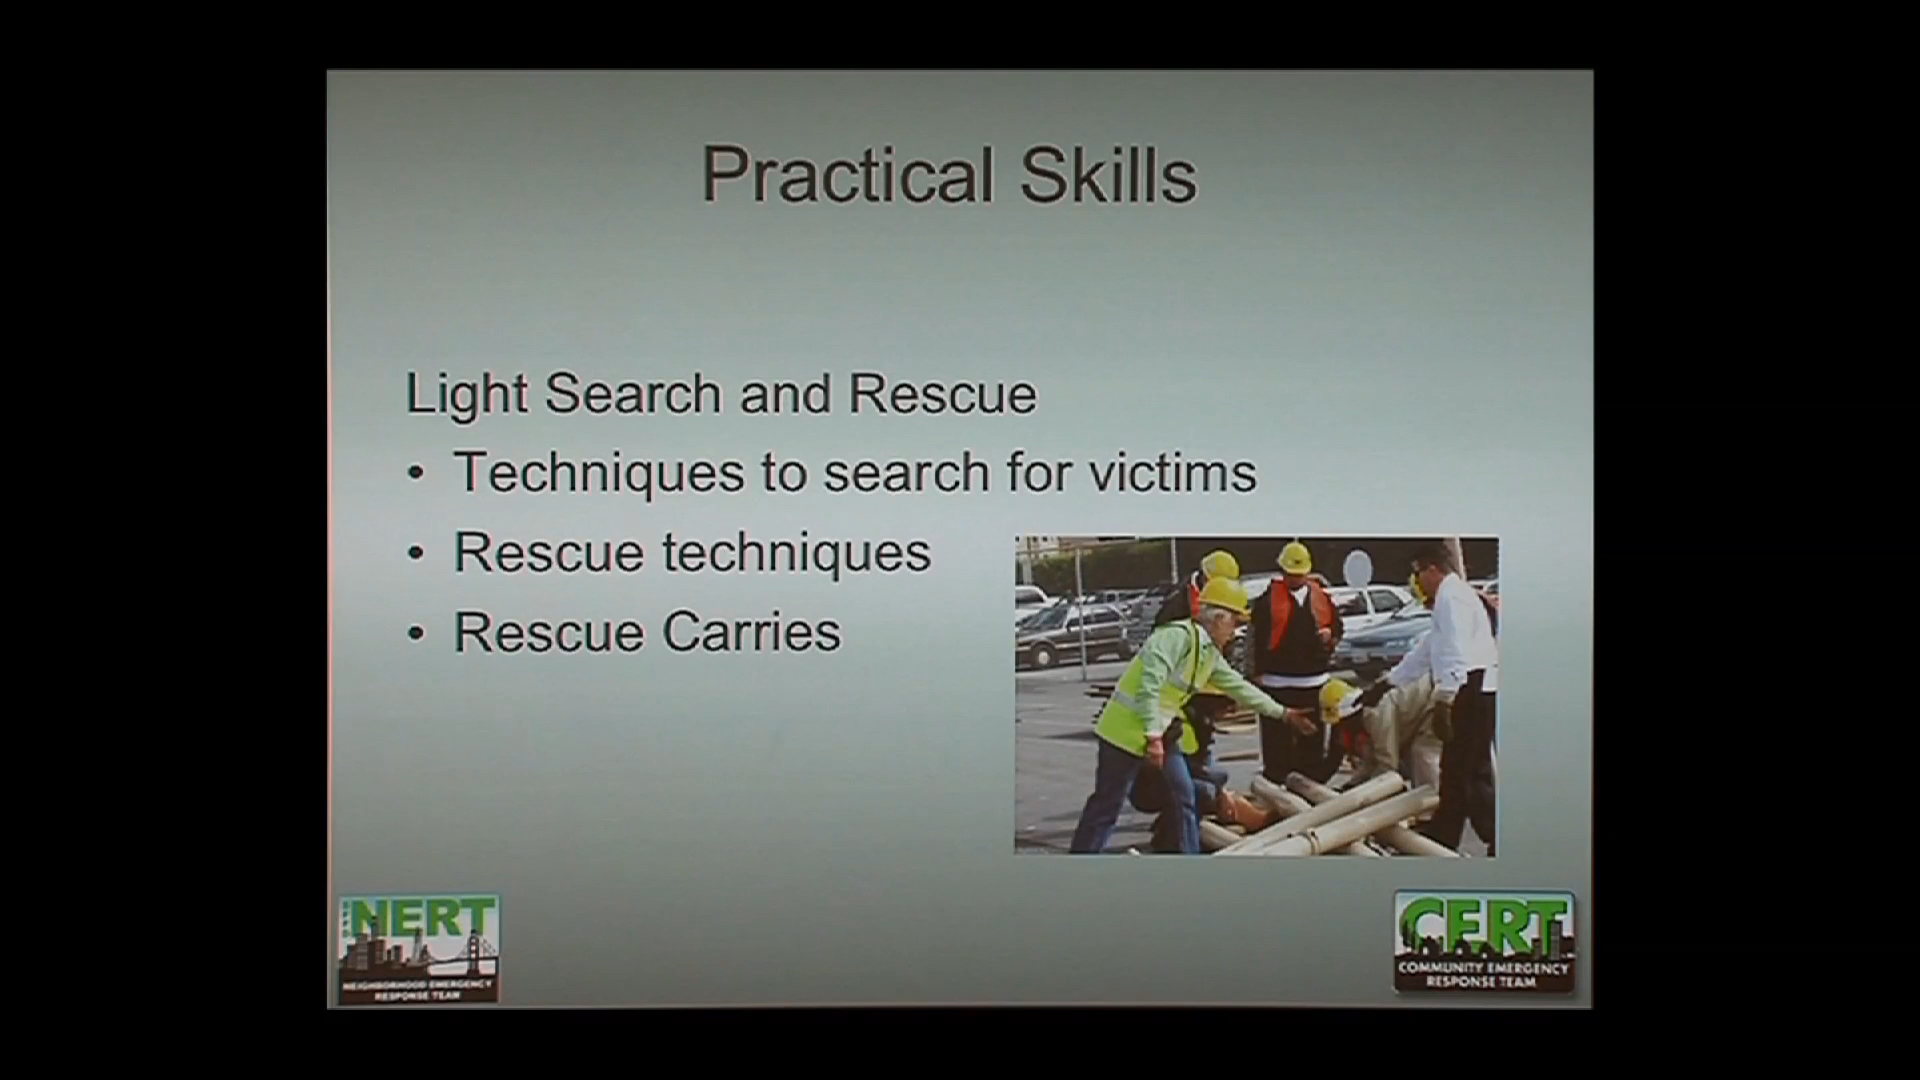 Practical Skills
Light Search and Rescue
• Techniques to search for victims
• Rescue techniques
• Rescue Carries
NERT
NEIGHBORHOOD EMERGENCY
RESPONSE TEAM
CERT
COMMUNITY EMERGENCY
RESPONSE TEAM